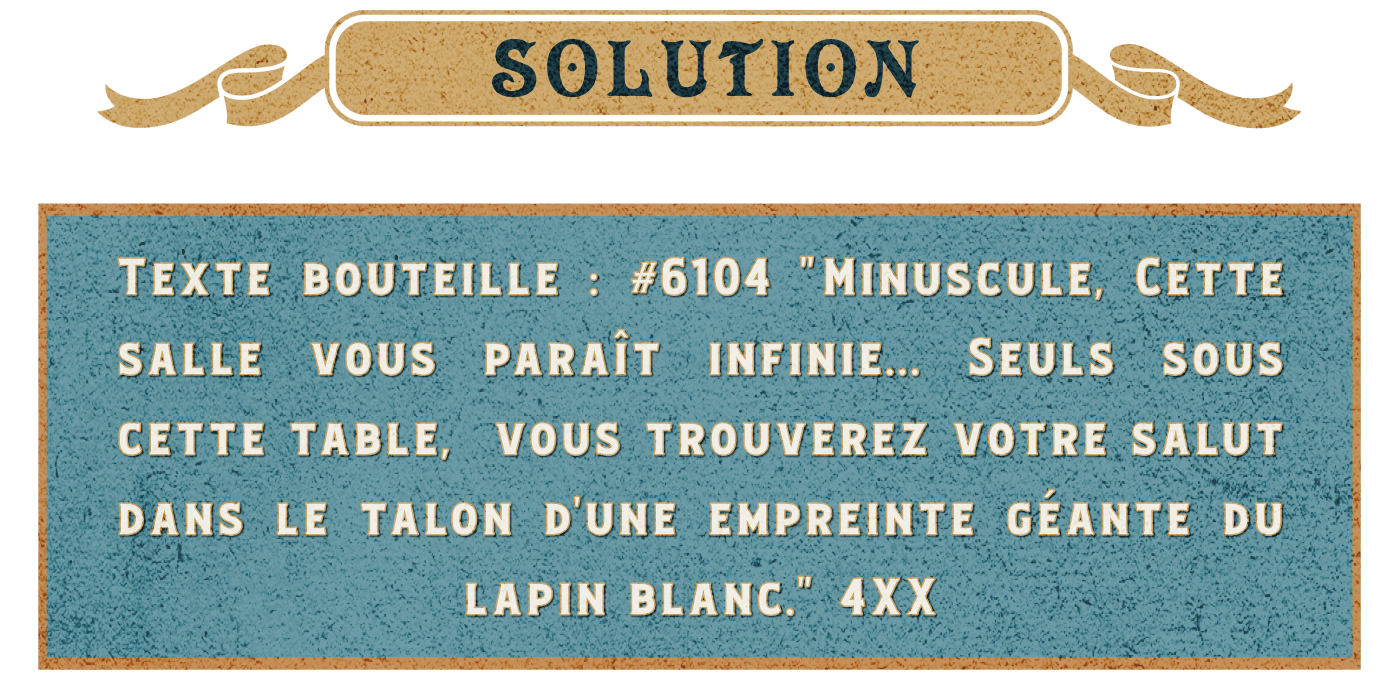 SOLUTION
Texte bouteille : #6104 "Minuscule, Cette
salle vous paraît infinie... Seuls sous
cette table, vous trouverez votre salut
dans le talon d'une empreinte géante du
lapin blanc." 4XX